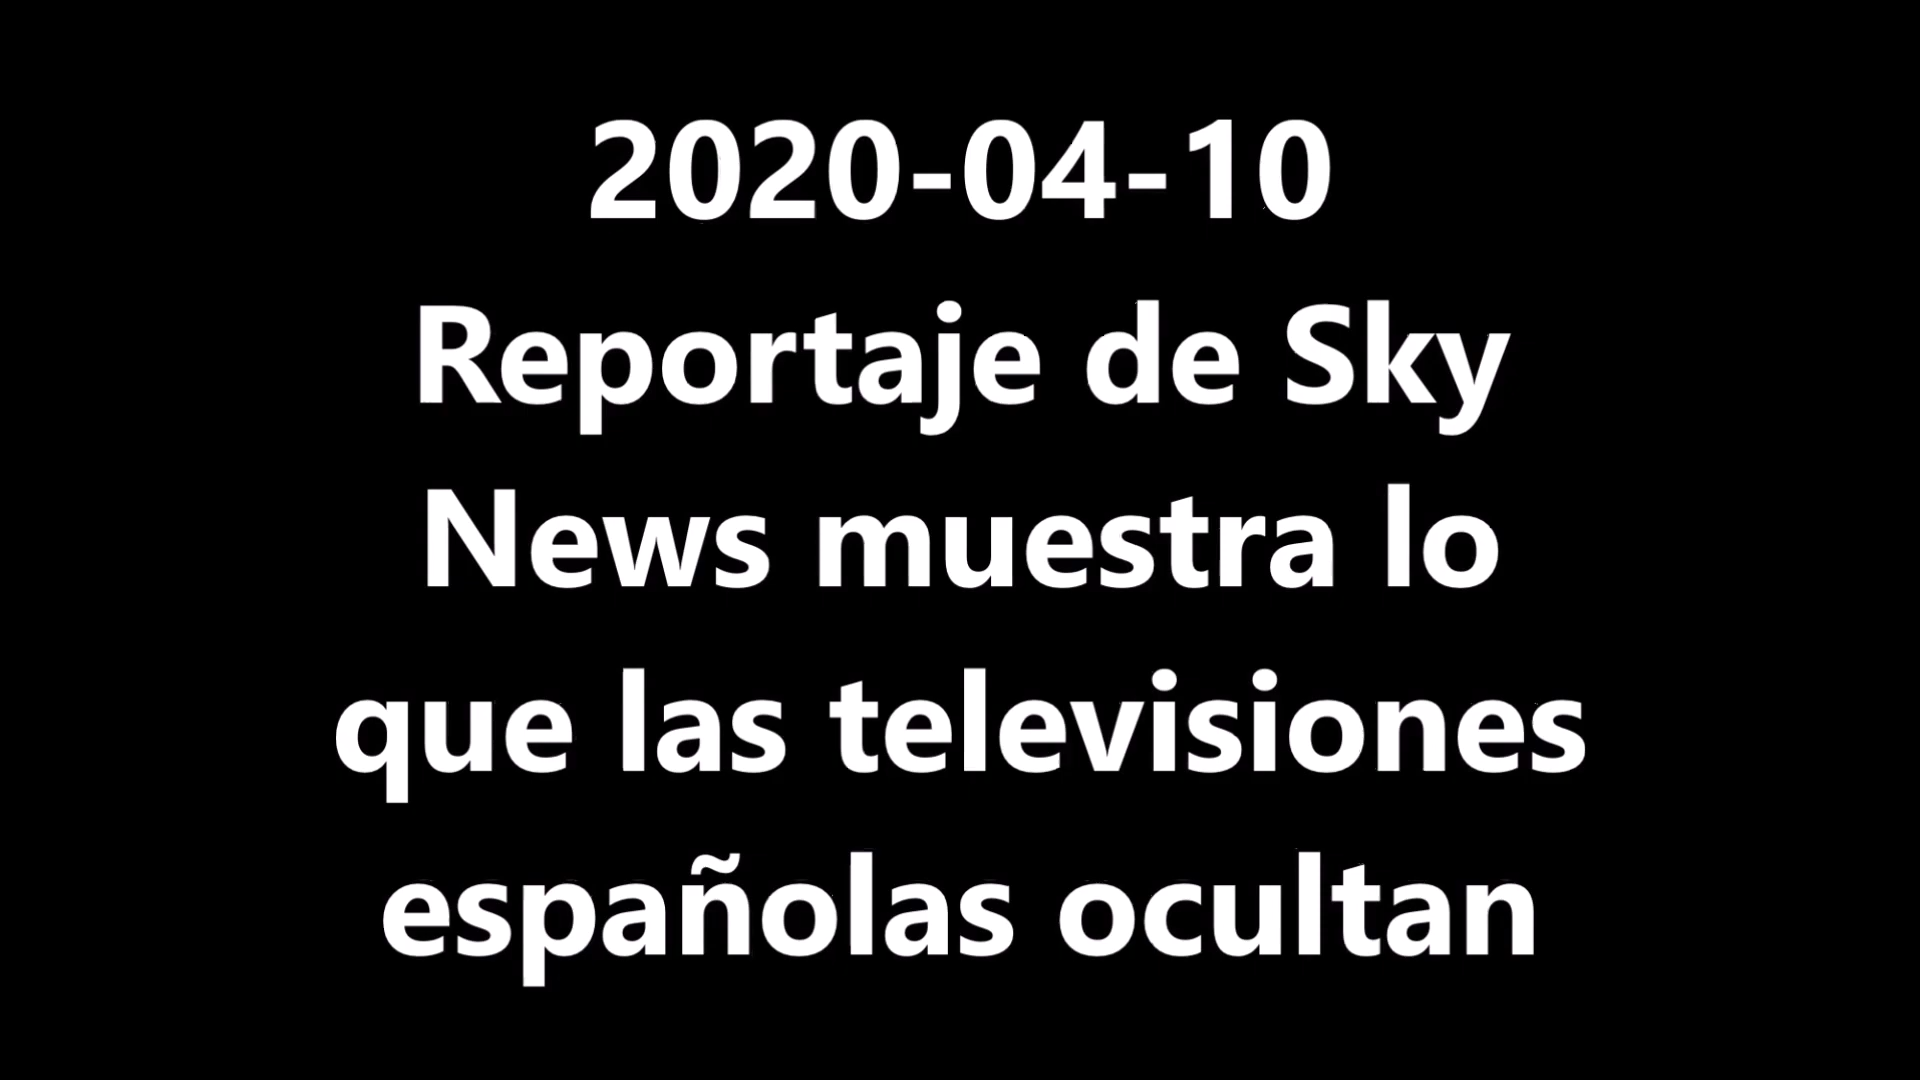 2020-04-10
Reportaje de Sky
News muestra lo
que las televisiones
españolas ocultan